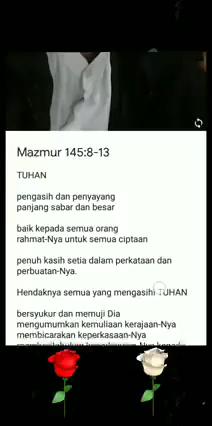 Mazmur 145:8-13
TUHAN
pengasih dan penyayang
panjang sabar dan besar
baik kepada semua orang
rahmat-Nya untuk semua ciptaan
penuh kasih setia dalam perkataan dan
perbuatan-Nya.
Hendaknya semua yang mengasihi TUHAN
bersyukur dan memuji Dia
mengumumkan kemuliaan kerajaan-Nya
membicarakan keperkasaan-Nya